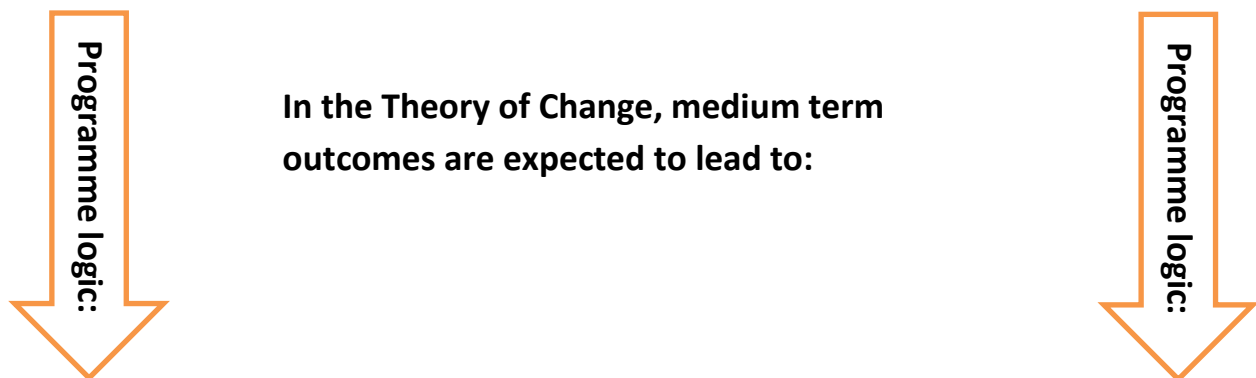 Programme logic::
In the Theory of Change, medium term
outcomes are expected to lead to:
Programme logic::